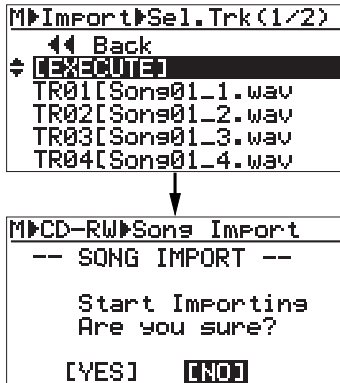 M▶Import▶Sel.Trk(1/2)
◀◀ Back
[EXECUTE]
TR01[Song01_1.wav
TR02[Song01_2.wav
TR03[Song01_3.wav
TR04[Song01_4.wav
M▶CD-RW▶Song Import
-- SONG IMPORT --
Start Importing
Are you sure?
[YES] [NO]